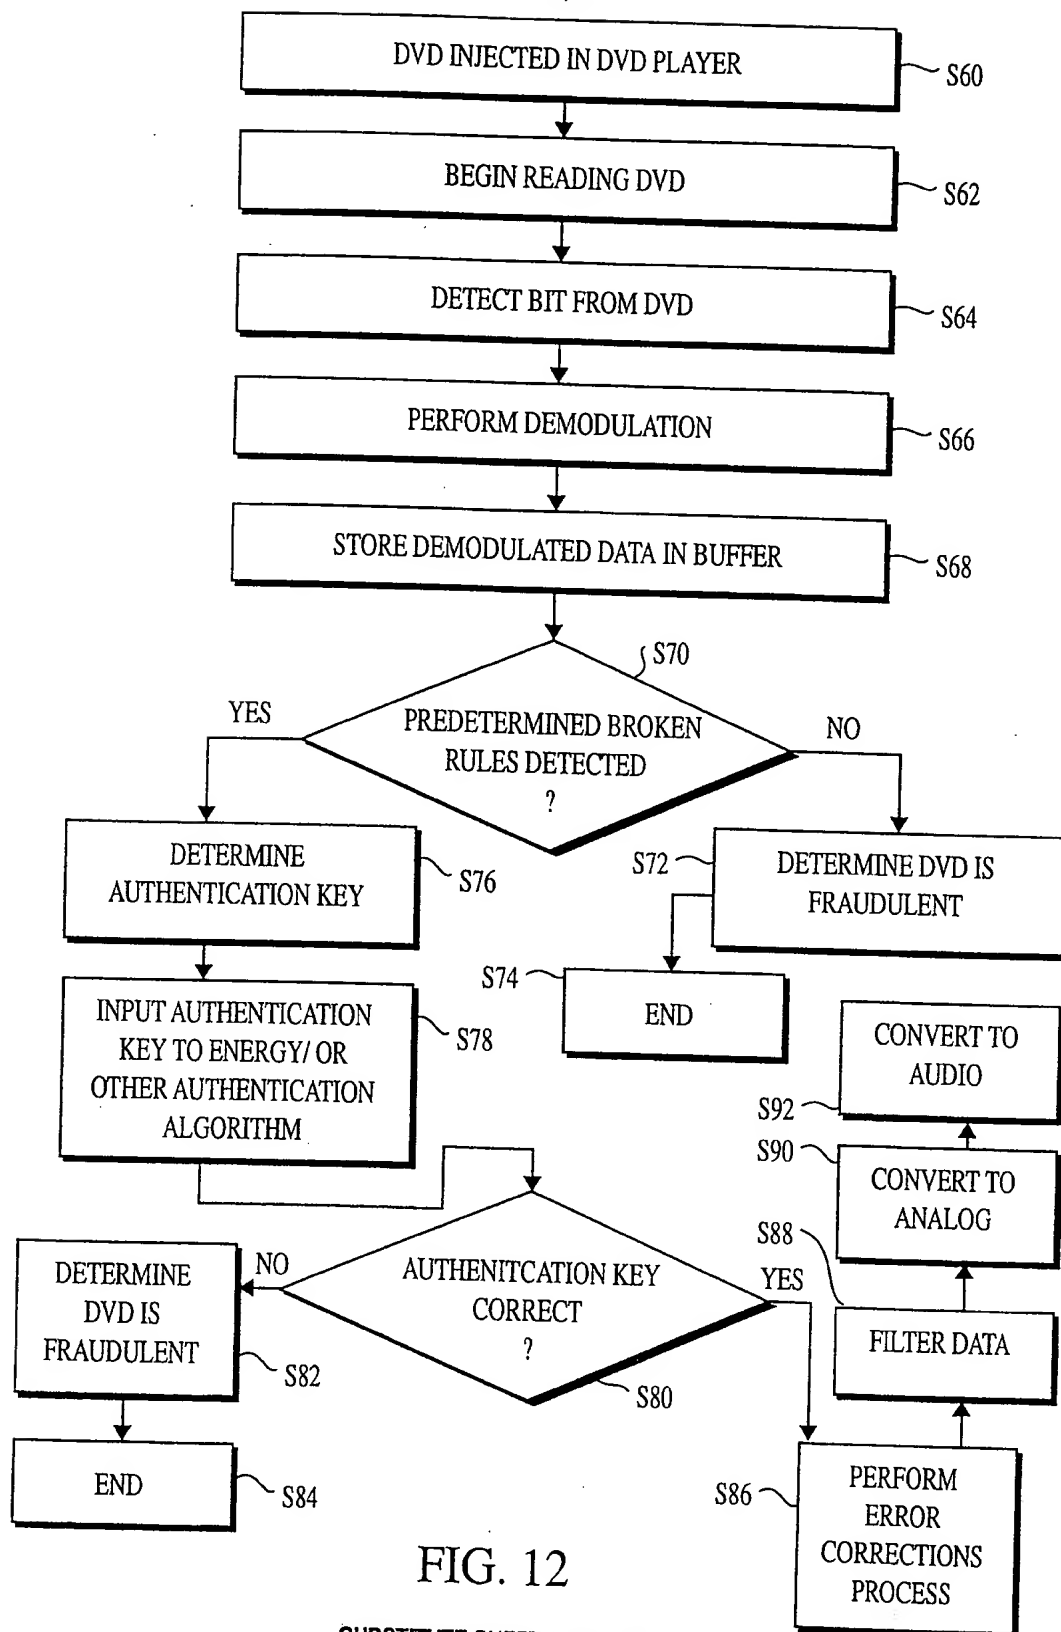 DVD INJECTED IN DVD PLAYER
S60
BEGIN READING DVD
S62
DETECT BIT FROM DVD
S64
PERFORM DEMODULATION
S66
STORE DEMODULATED DATA IN BUFFER
S68
S70
YES
PREDETERMINED BROKEN
RULES DETECTED
?
NO
DETERMINE
AUTHENTICATION KEY
S76
S72
DETERMINE DVD IS
FRAUDULENT
S74
END
INPUT AUTHENTICATION
KEY TO ENERGY/ OR
OTHER AUTHENTICATION
ALGORITHM
S78
CONVERT TO
AUDIO
S92
S90
CONVERT TO
ANALOG
S88
DETERMINE
DVD IS
FRAUDULENT
S82
NO
AUTHENITCATION KEY
CORRECT
?
YES
S80
FILTER DATA
END
S84
S86
PERFORM
ERROR
CORRECTIONS
PROCESS
FIG. 12